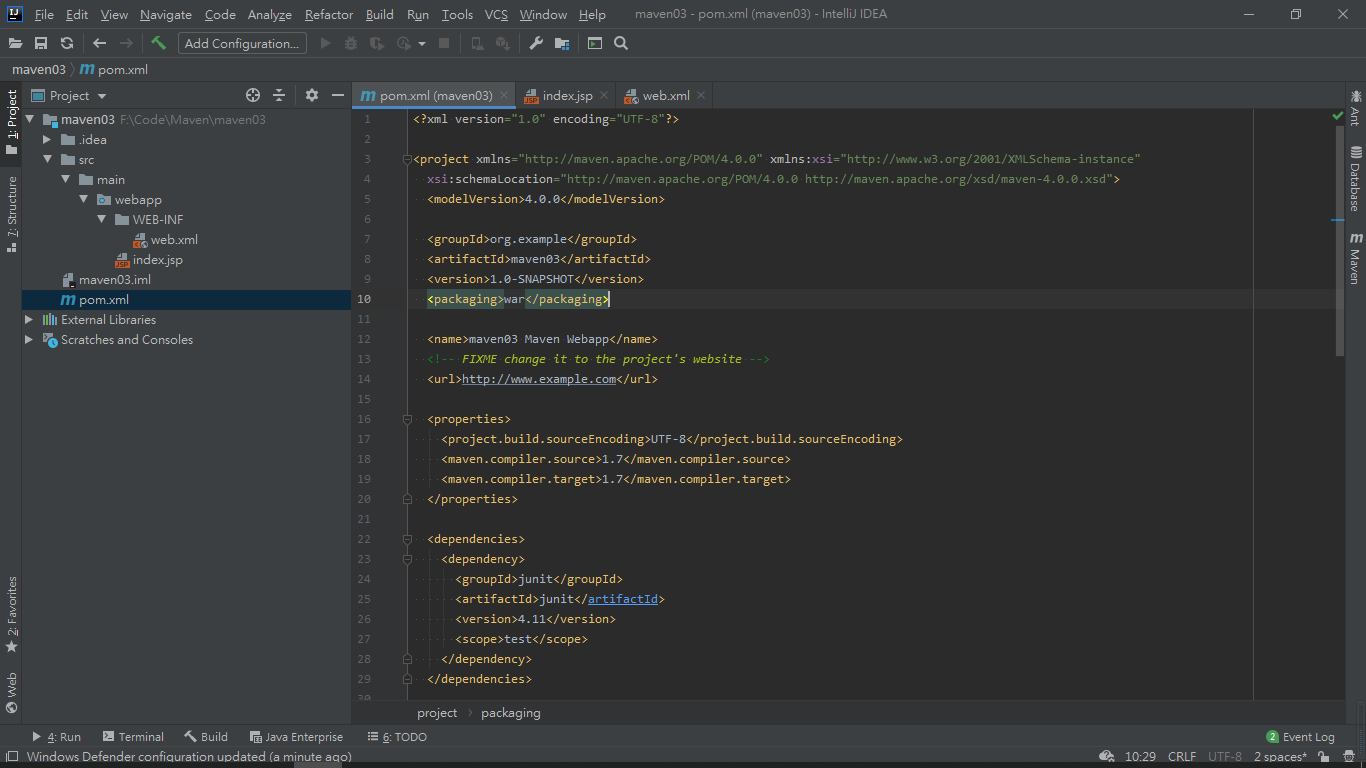 File Edit View Navigate Code Analyze Refactor Build Run Tools VCS Window Help maven03 - pom.xml (maven03) - IntelliJ IDEA
Add Configuration...
maven03 pom.xml
1: Project
7: Structure
2: Favorites
Web
Project
maven03 F:\Code\Maven\maven03
.idea
src
main
webapp
WEB-INF
web.xml
index.jsp
maven03.iml
pom.xml
External Libraries
Scratches and Consoles
pom.xml (maven03) index.jsp web.xml
1 <?xml version="1.0" encoding="UTF-8"?>
2
3 <project xmlns="http://maven.apache.org/POM/4.0.0" xmlns:xsi="http://www.w3.org/2001/XMLSchema-instance"
4 xsi:schemaLocation="http://maven.apache.org/POM/4.0.0 http://maven.apache.org/xsd/maven-4.0.0.xsd">
5 <modelVersion>4.0.0</modelVersion>
6
7 <groupId>org.example</groupId>
8 <artifactId>maven03</artifactId>
9 <version>1.0-SNAPSHOT</version>
10 <packaging>war</packaging>
11
12 <name>maven03 Maven Webapp</name>
13 <!-- FIXME change it to the project's website -->
14 <url>http://www.example.com</url>
15
16 <properties>
17 <project.build.sourceEncoding>UTF-8</project.build.sourceEncoding>
18 <maven.compiler.source>1.7</maven.compiler.source>
19 <maven.compiler.target>1.7</maven.compiler.target>
20 </properties>
21
22 <dependencies>
23 <dependency>
24 <groupId>junit</groupId>
25 <artifactId>junit</artifactId>
26 <version>4.11</version>
27 <scope>test</scope>
28 </dependency>
29 </dependencies>
30
Ant
Database
Maven
project packaging
4: Run Terminal Build Java Enterprise 6: TODO 2 Event Log
Windows Defender configuration updated (a minute ago) 10:29 CRLF UTF-8 2 spaces*